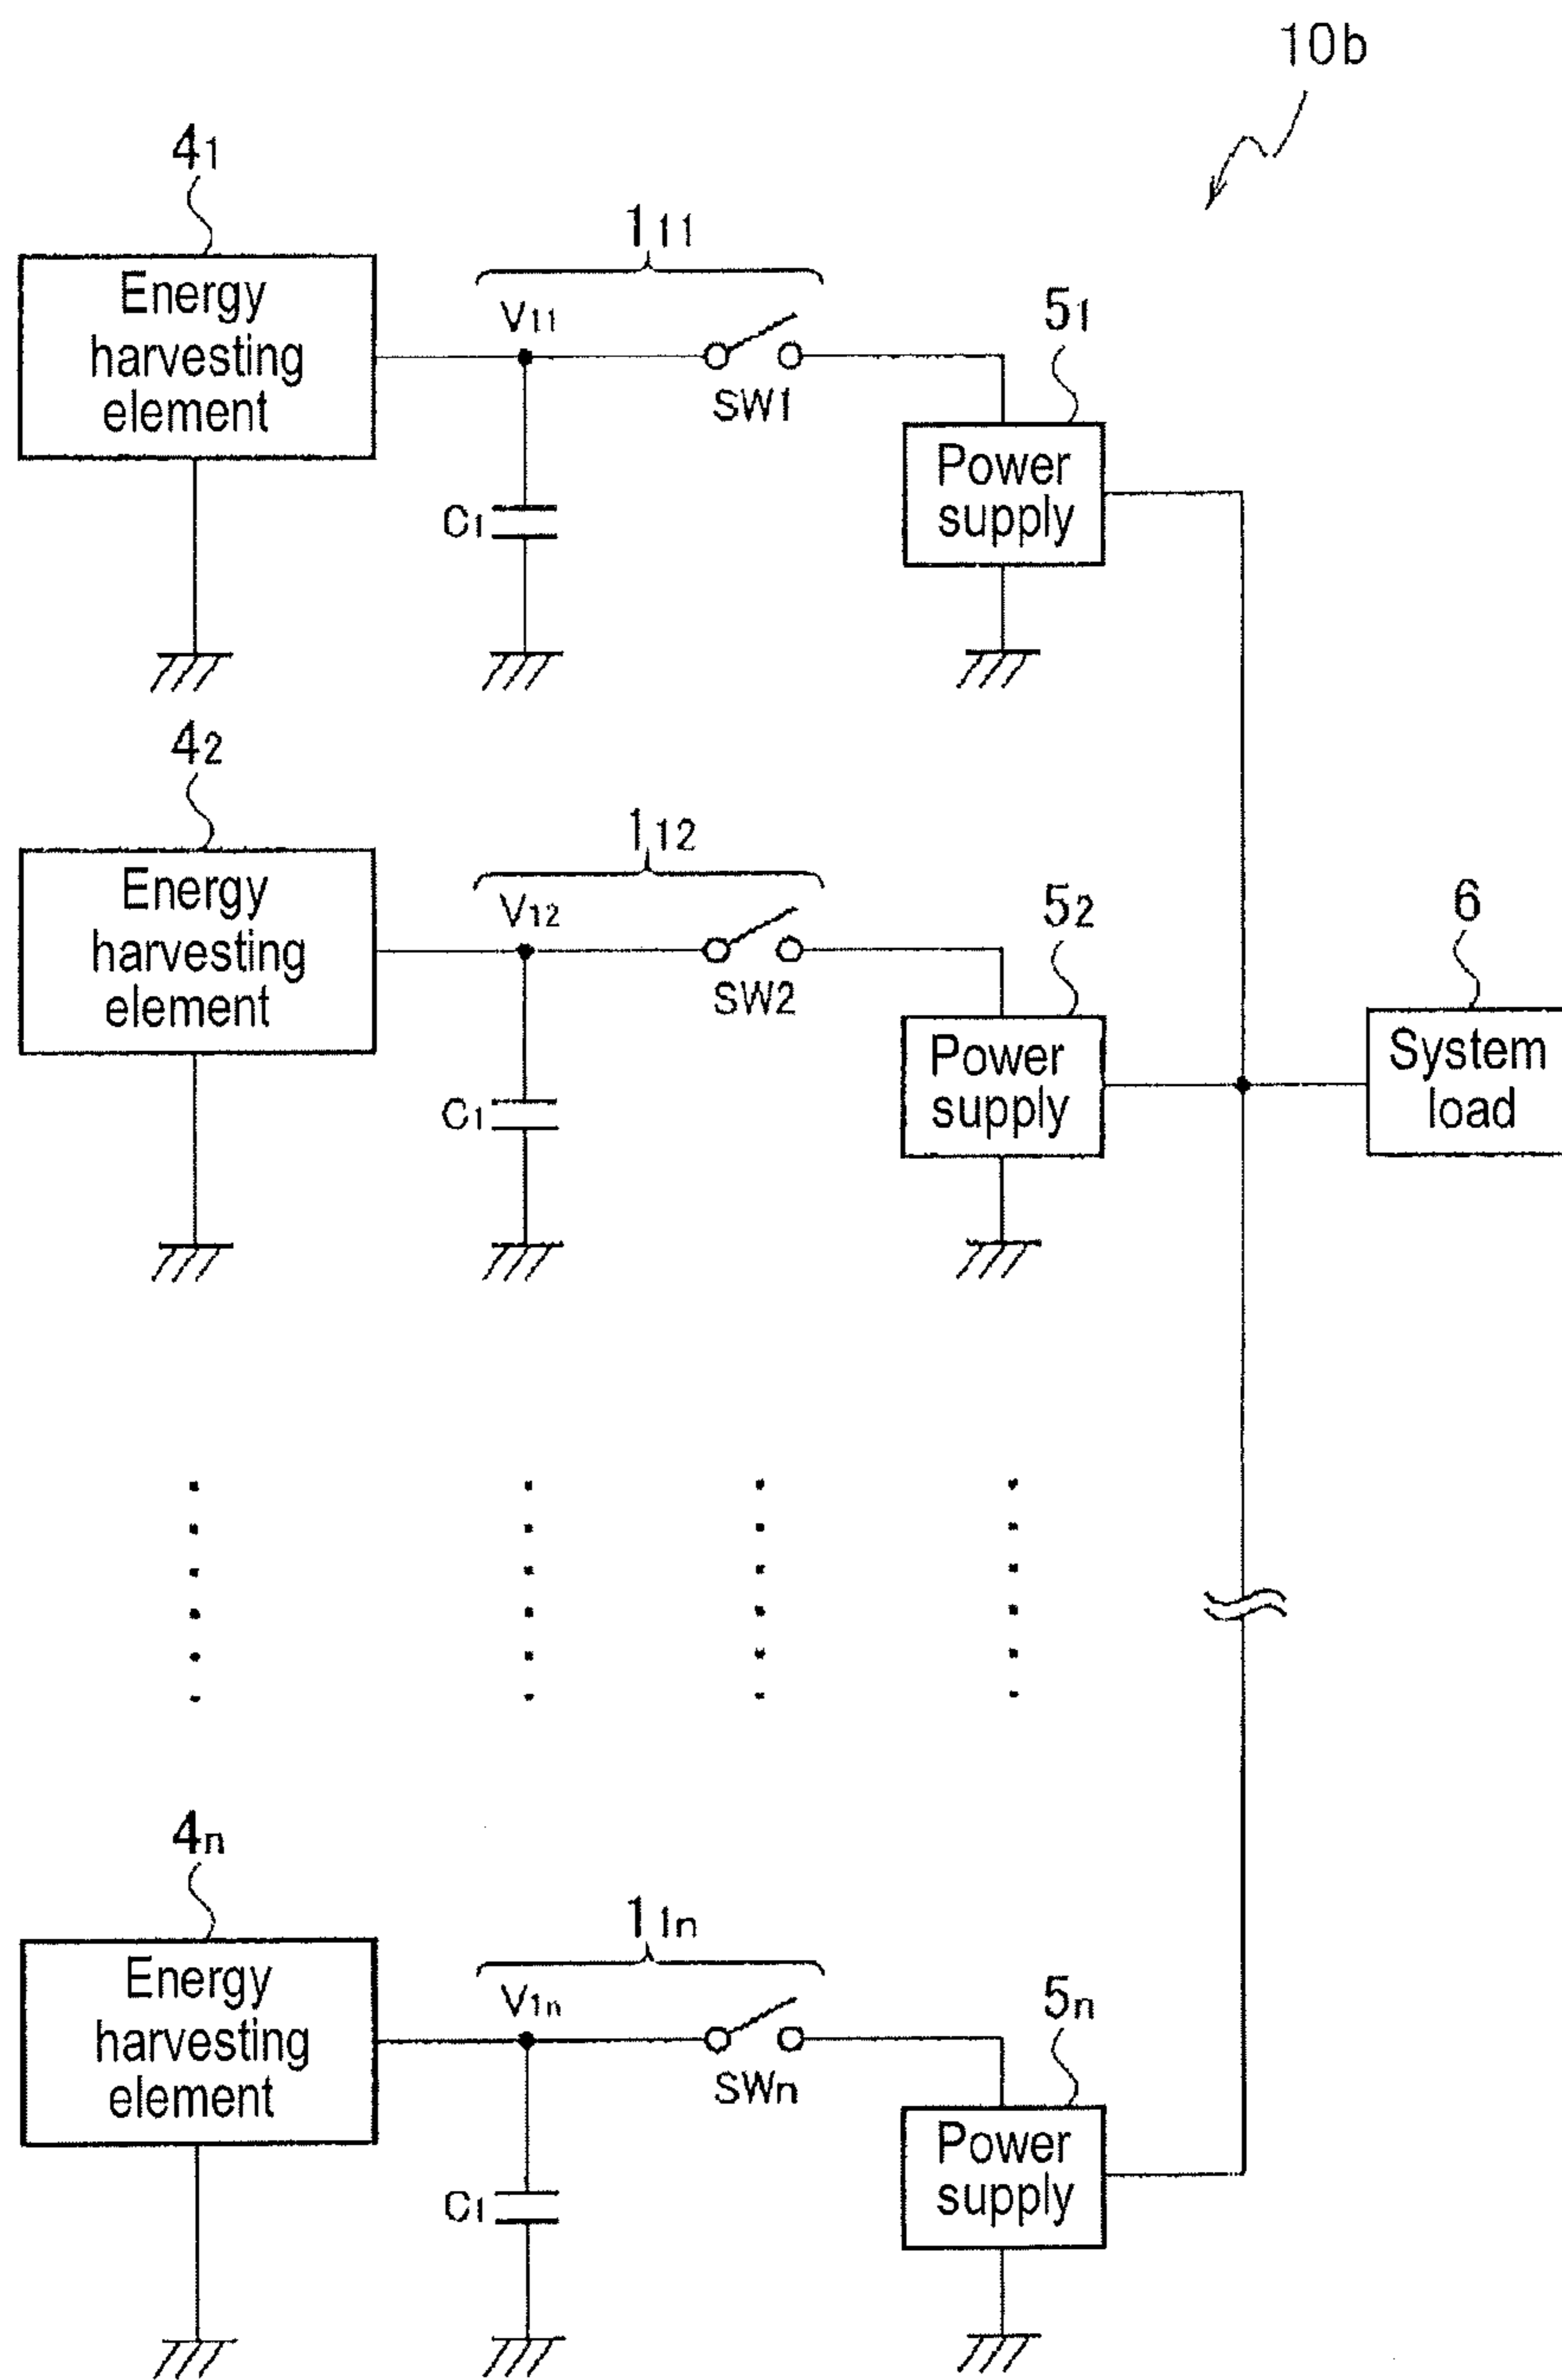 10b
41
111
Energy
harvesting
element
V11
SW1
51
C1
Power
supply
42
112
Energy
harvesting
element
V12
SW2
52
6
C1
Power
supply
System
load
4n
11n
Energy
harvesting
element
V1n
SWn
5n
C1
Power
supply